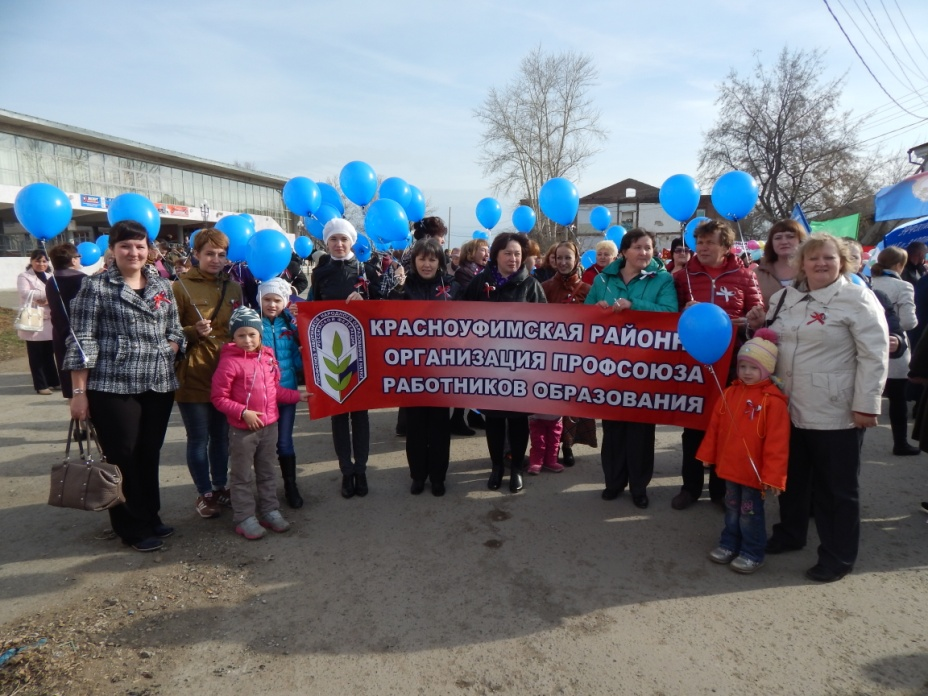 КРАСНОУФИМСКАЯ РАЙОНН
ОРГАНИЗАЦИЯ ПРОФСОЮЗА
РАБОТНИКОВ ОБРАЗОВАНИЯ